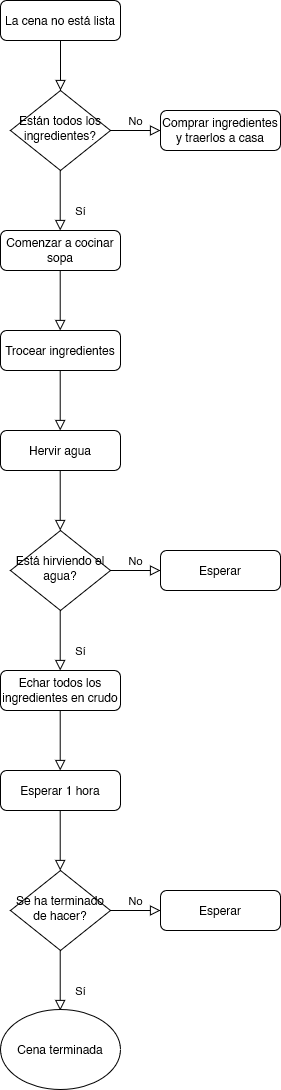 La cena no está lista
Están todos los
ingredientes?
No
Comprar ingredientes
y traerlos a casa
Sí
Comenzar a cocinar
sopa
Trocear ingredientes
Hervir agua
Está hirviendo el
agua?
No
Esperar
Sí
Echar todos los
ingredientes en crudo
Esperar 1 hora
Se ha terminado
de hacer?
No
Esperar
Sí
Cena terminada